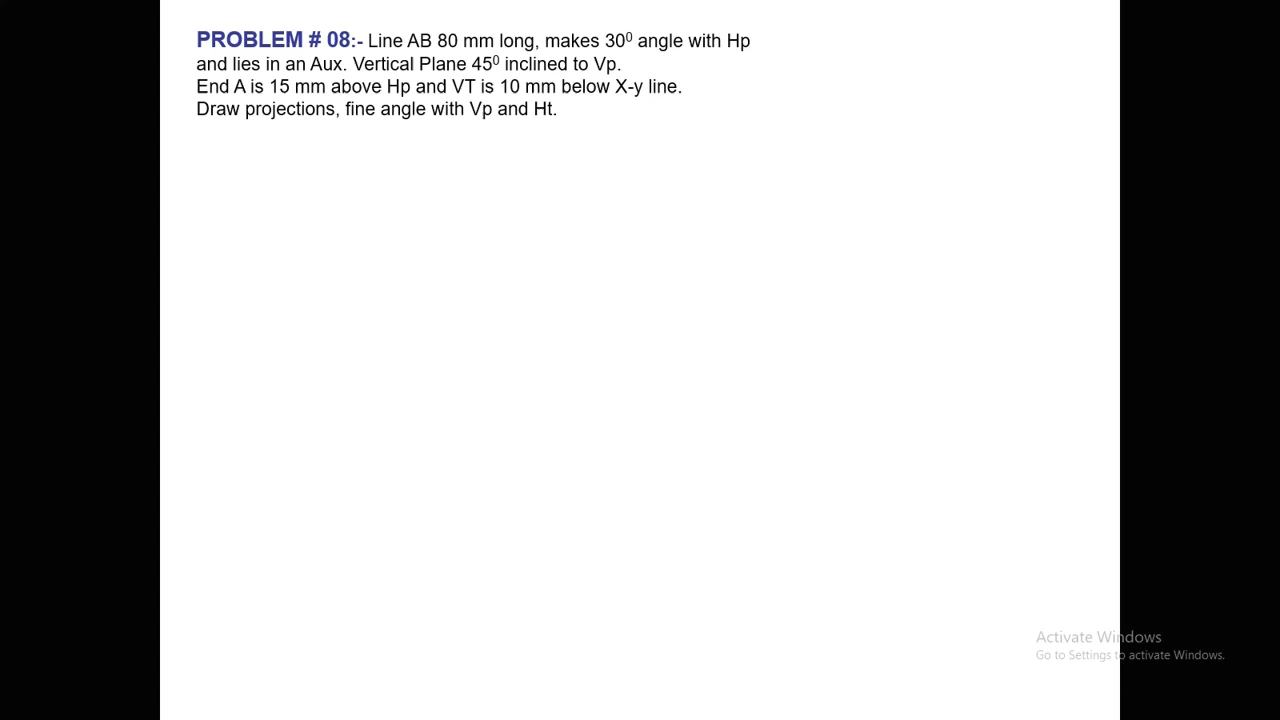 PROBLEM # 08:- Line AB 80 mm long, makes 30⁰ angle with Hp
and lies in an Aux. Vertical Plane 45⁰ inclined to Vp.
End A is 15 mm above Hp and VT is 10 mm below X-y line.
Draw projections, fine angle with Vp and Ht.
Activate Windows
Go to Settings to activate Windows.